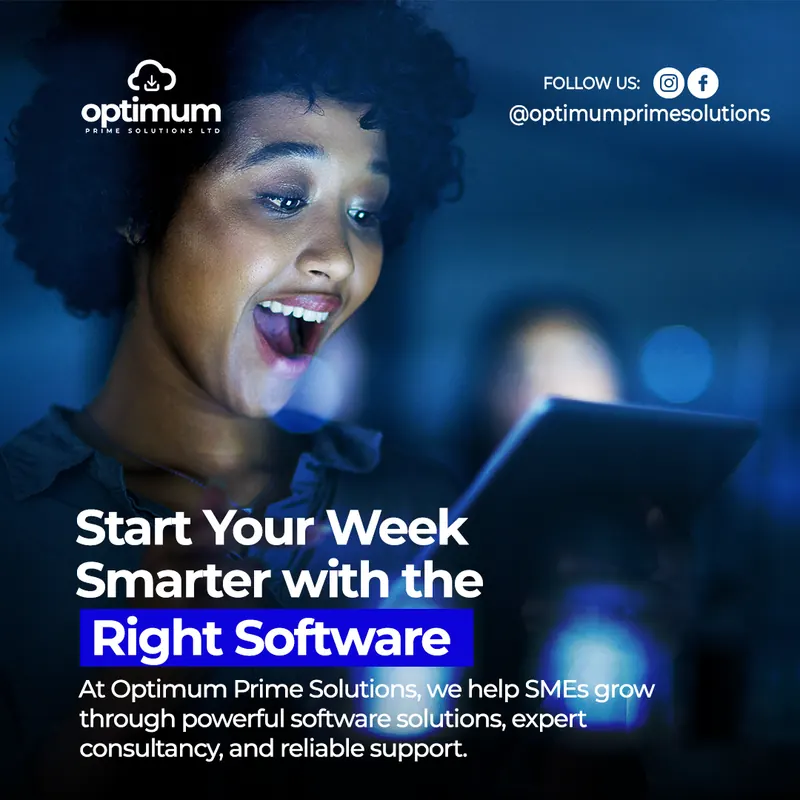 optimum
PRIME SOLUTIONS LTD
FOLLOW US:
@optimumprimesolutions
Start Your Week
Smarter with the
Right Software
At Optimum Prime Solutions, we help SMEs grow
through powerful software solutions, expert
consultancy, and reliable support.